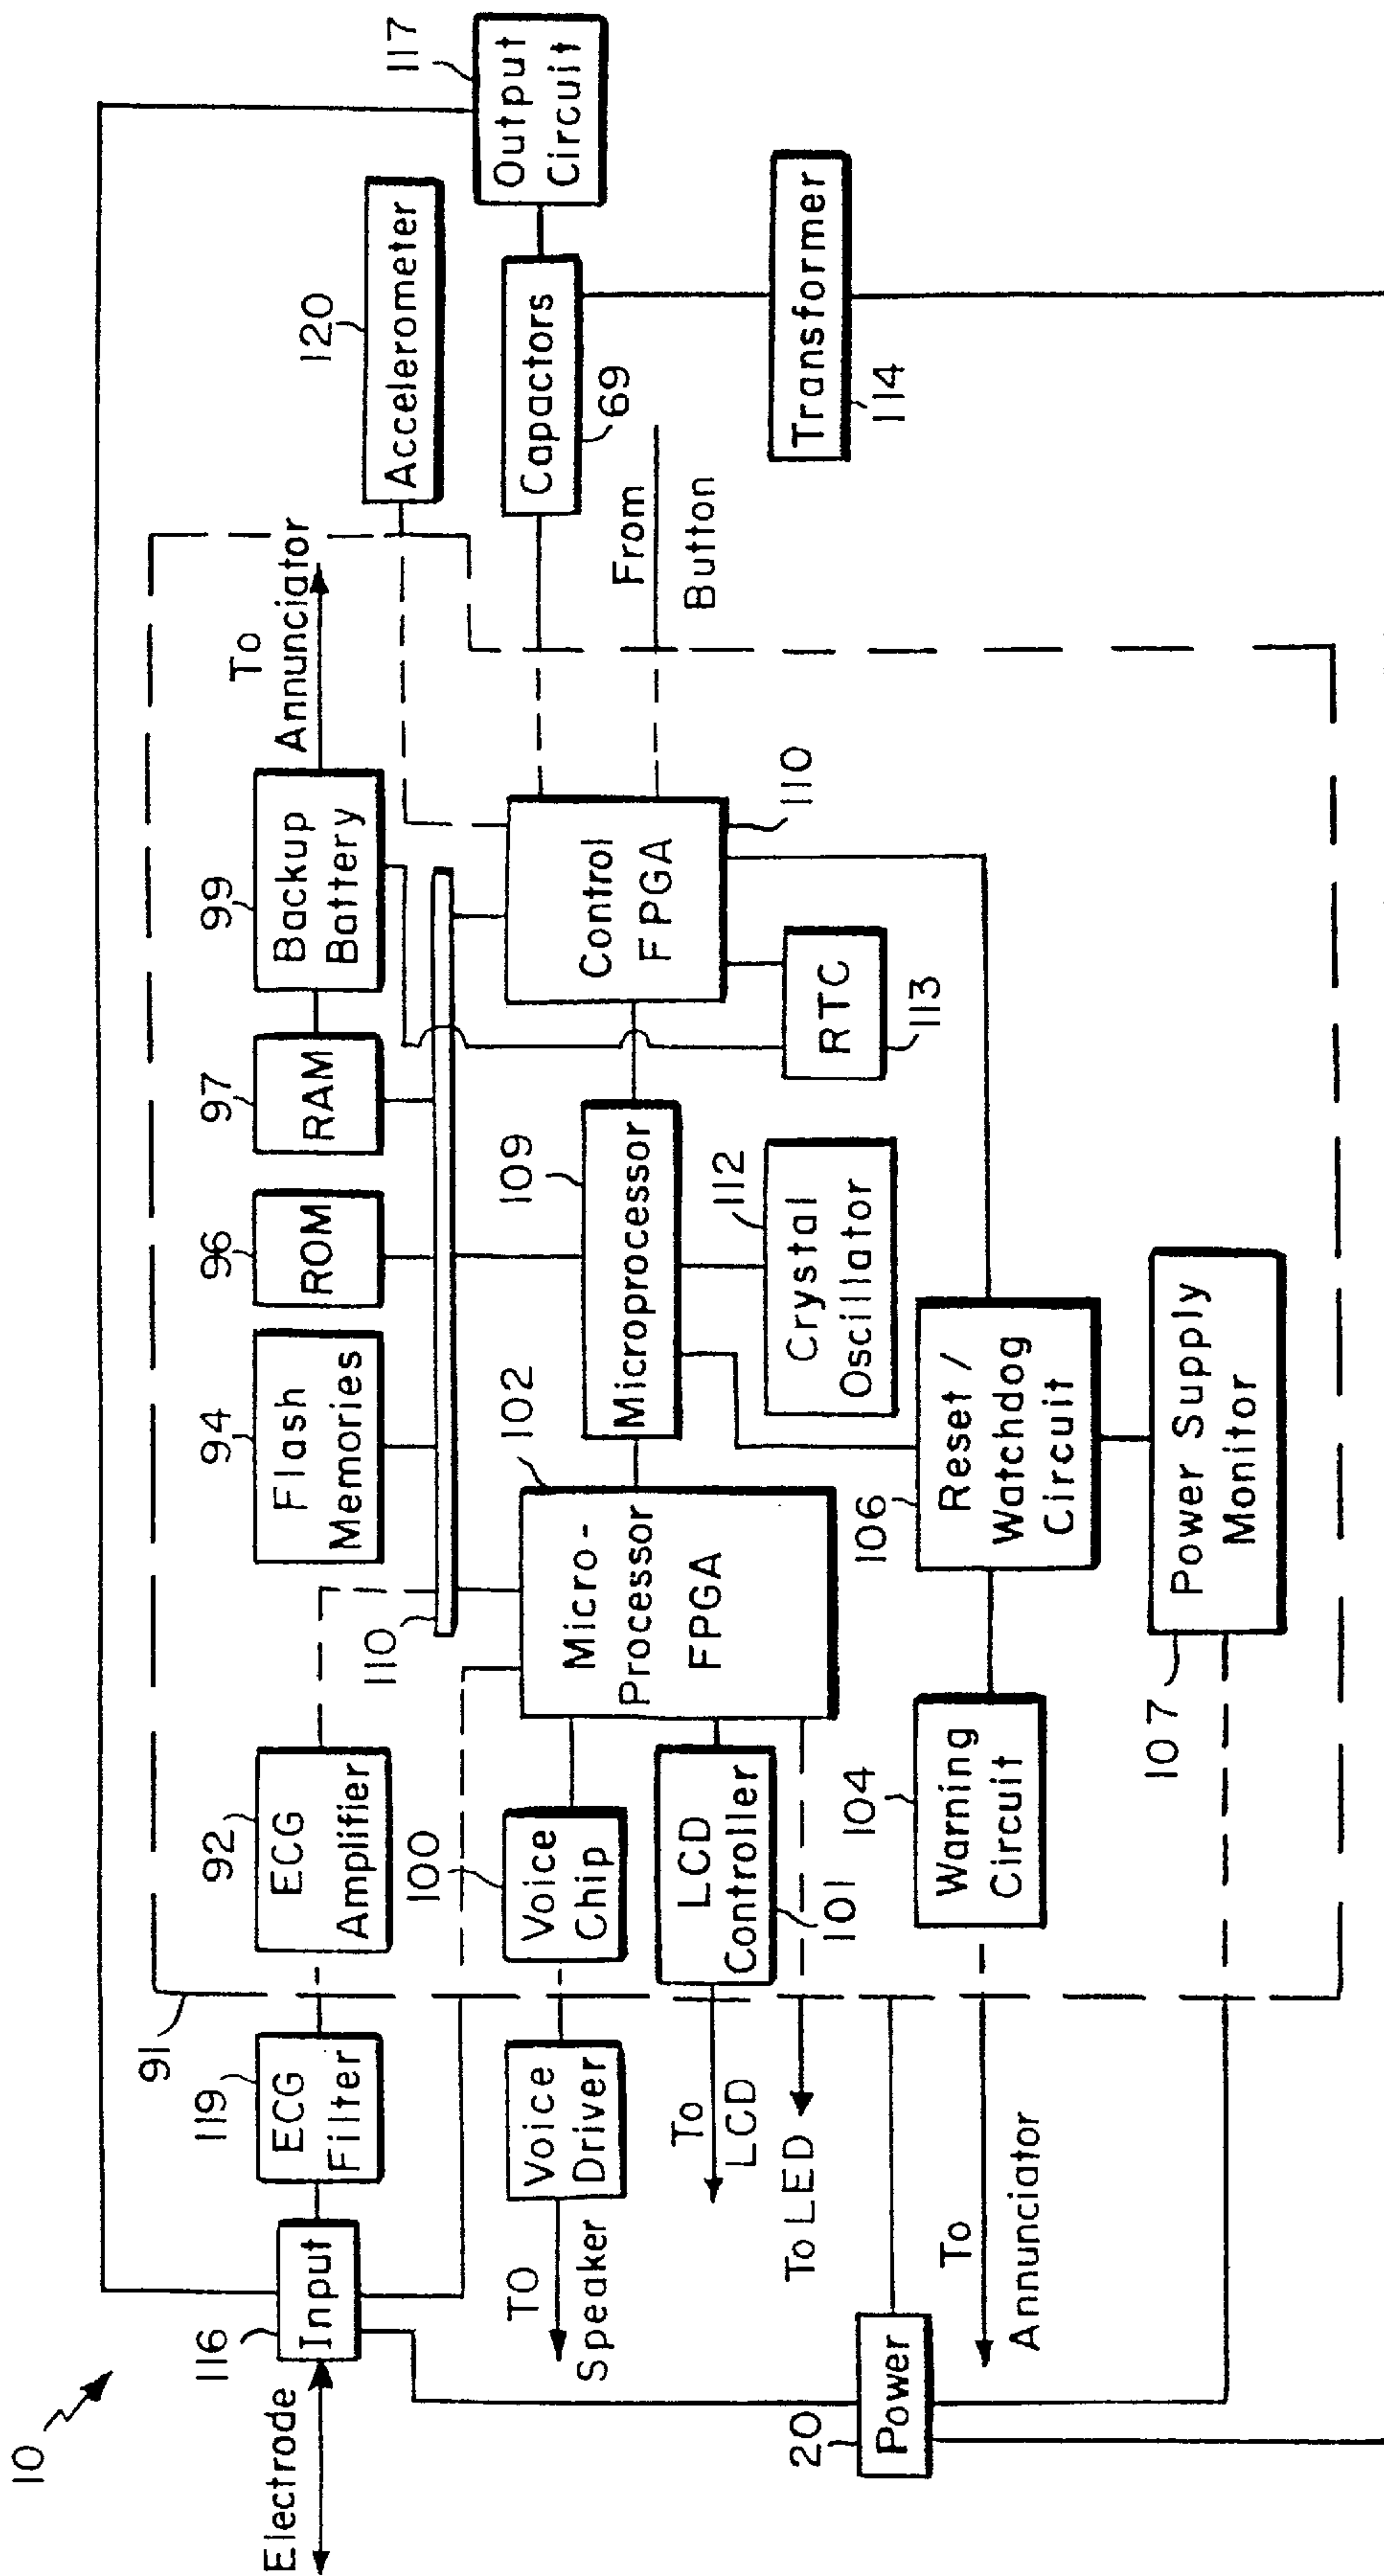 10
Electrode
116
Input
119
ECG
Filter
91
92
ECG
Amplifier
94
Flash
Memories
96
ROM
97
RAM
99
Backup
Battery
To
Annunciator
120
Accelerometer
117
Output
Circuit
TO
Speaker
Voice
Driver
100
Voice
Chip
110
102
Micro-
Processor
FPGA
109
Microprocessor
Control
FPGA
110
From
Button
Capactors
69
To
LCD
LCD
Controller
101
To LED
112
Crystal
Oscillator
RTC
113
Transformer
114
20
Power
To
Annunciator
104
Warning
Circuit
106
Reset /
Watchdog
Circuit
107
Power Supply
Monitor